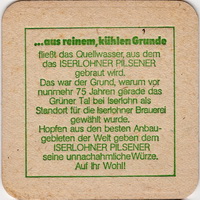 ...aus reinem, kühlen Grunde
fließt das Quellwasser, aus dem
das ISERLOHNER PILSENER
gebraut wird.
Das war der Grund, warum vor
nunmehr 75 Jahren gerade das
Grüner Tal bei Iserlohn als
Standort für die Iserlohner Brauerei
gewählt wurde.
Hopfen aus den besten Anbau-
gebieten der Welt geben dem
ISERLOHNER PILSENER
seine unnachahmliche Würze.
Auf Ihr Wohl!